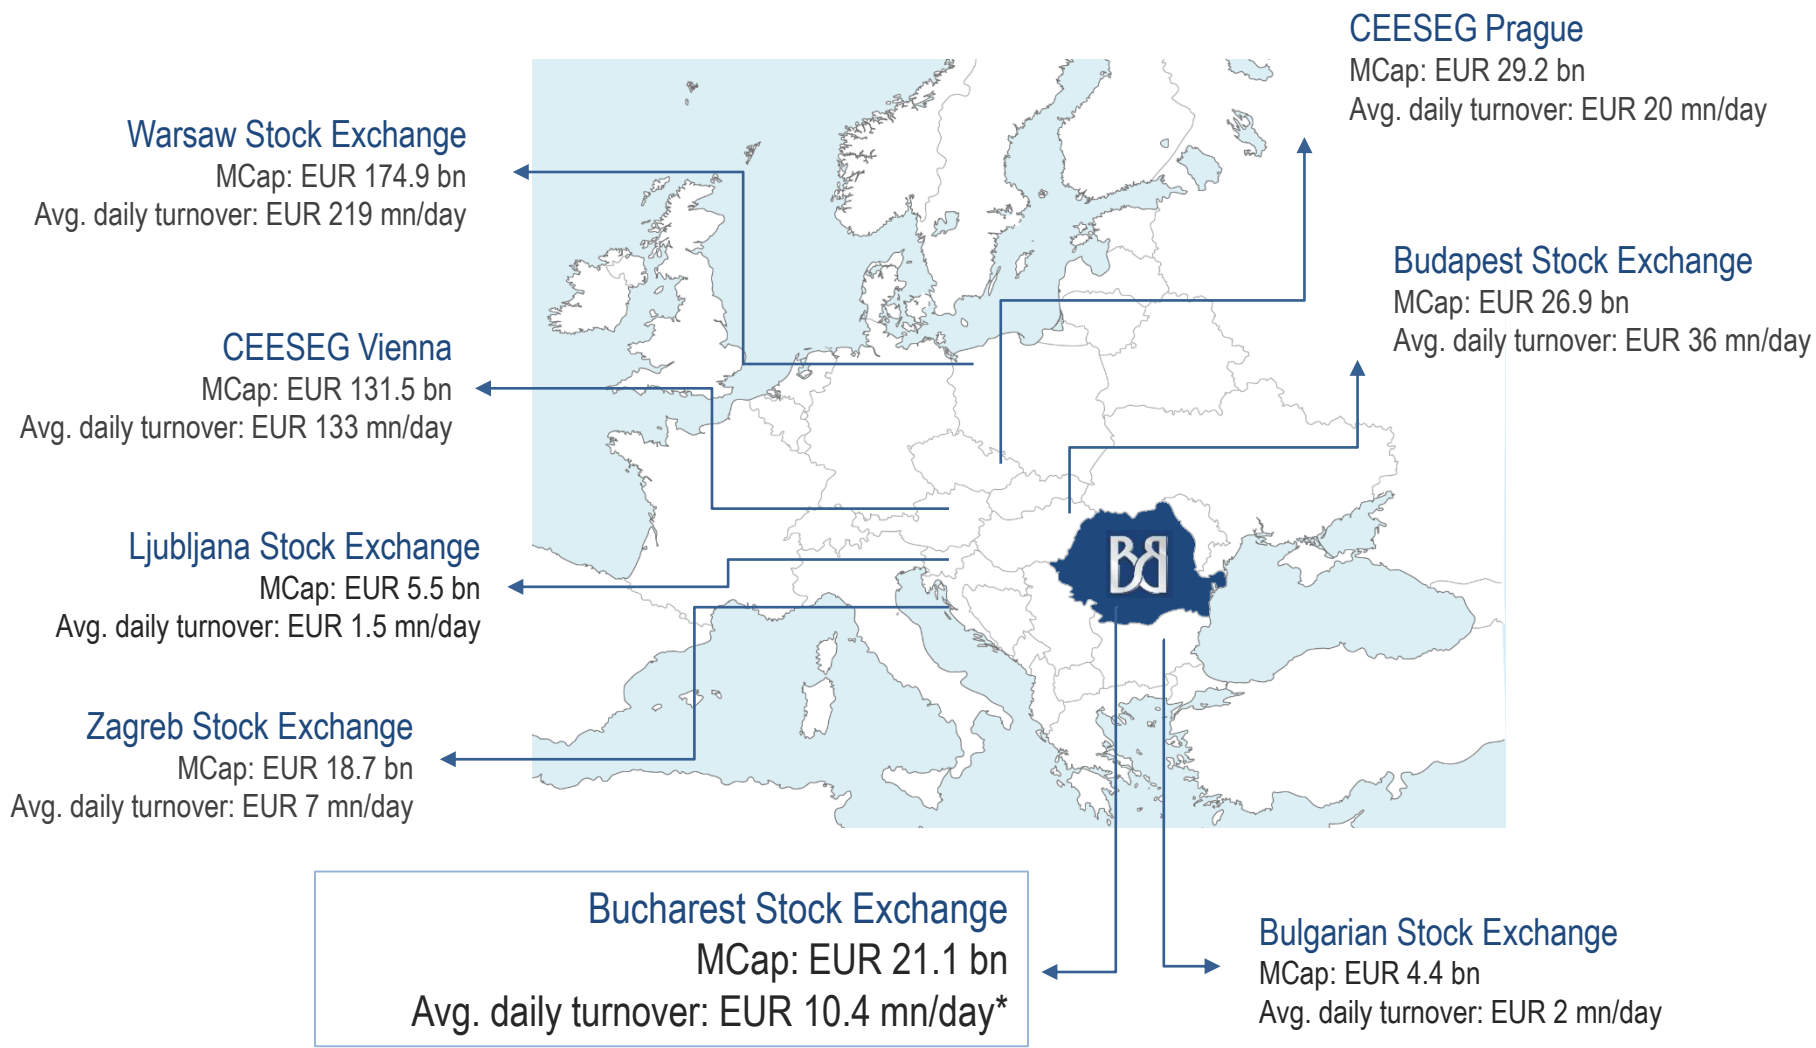 CEESEG Prague
MCap: EUR 29.2 bn
Avg. daily turnover: EUR 20 mn/day
Warsaw Stock Exchange
MCap: EUR 174.9 bn
Avg. daily turnover: EUR 219 mn/day
Budapest Stock Exchange
MCap: EUR 26.9 bn
Avg. daily turnover: EUR 36 mn/day
CEESEG Vienna
MCap: EUR 131.5 bn
Avg. daily turnover: EUR 133 mn/day
Ljubljana Stock Exchange
MCap: EUR 5.5 bn
Avg. daily turnover: EUR 1.5 mn/day
Zagreb Stock Exchange
MCap: EUR 18.7 bn
Avg. daily turnover: EUR 7 mn/day
Bucharest Stock Exchange
MCap: EUR 21.1 bn
Avg. daily turnover: EUR 10.4 mn/day*
Bulgarian Stock Exchange
MCap: EUR 4.4 bn
Avg. daily turnover: EUR 2 mn/day